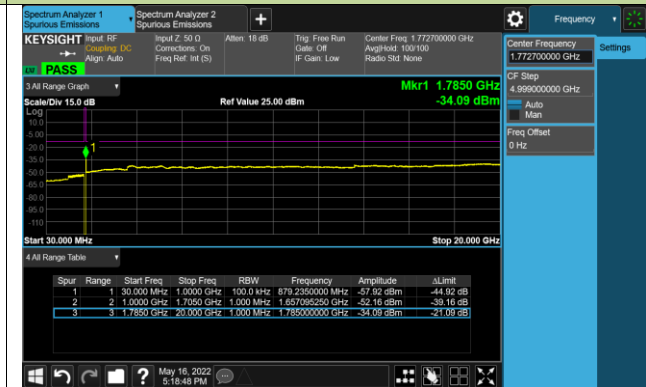 Spectrum Analyzer 1
Spurious Emissions
Spectrum Analyzer 2
Spurious Emissions
+
Frequency
KEYSIGHT
Input: RF
Coupling: DC
Align: Auto
Input Z: 50 Ω
Corrections: On
Freq Ref: Int (S)
Atten: 18 dB
Trig: Free Run
Gate: Off
IF Gain: Low
Center Freq: 1.772700000 GHz
Avg|Hold: 100/100
Radio Std: None
PASS
Center Frequency
1.772700000 GHz
Settings
CF Step
4.999000000 GHz
Auto
Man
Freq Offset
0 Hz
3 All Range Graph
Mkr1 1.7850 GHz
-34.09 dBm
Scale/Div 15.0 dB
Ref Value 25.00 dBm
Log
10.0
-5.00
-20.0
-35.0
-50.0
-65.0
-80.0
-95.0
-110
1
Start 30.000 MHz
Stop 20.000 GHz
4 All Range Table
Spur Range Start Freq Stop Freq RBW Frequency Amplitude ΔLimit
1 1 30.000 MHz 1.0000 GHz 100.0 kHz 879.2350000 MHz -57.92 dBm -44.92 dB
2 2 1.0000 GHz 1.7050 GHz 1.000 MHz 1.657095250 GHz -52.16 dBm -39.16 dB
3 3 1.7850 GHz 20.000 GHz 1.000 MHz 1.785000000 GHz -34.09 dBm -21.09 dB
?
May 16, 2022
5:18:48 PM